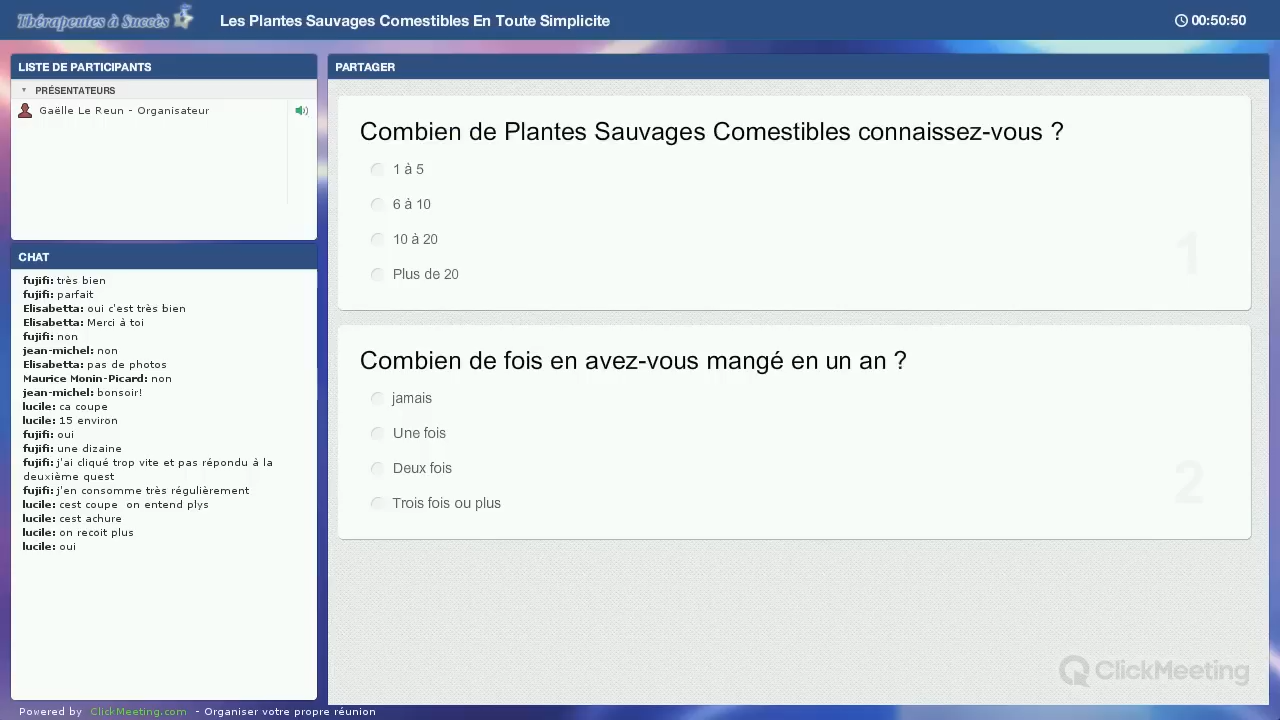 Thérapeutes à Succès
Les Plantes Sauvages Comestibles En Toute Simplicite
00:50:50
LISTE DE PARTICIPANTS
PRÉSENTATEURS
Gaëlle Le Reun - Organisateur
CHAT
fujifi: très bien
fujifi: parfait
Elisabetta: oui c'est très bien
Elisabetta: Merci à toi
fujifi: non
jean-michel: non
Elisabetta: pas de photos
Maurice Monin-Picard: non
jean-michel: bonsoir!
lucile: ca coupe
lucile: 15 environ
fujifi: oui
fujifi: une dizaine
fujifi: j'ai cliqué trop vite et pas répondu à la
deuxième quest
fujifi: j'en consomme très régulièrement
lucile: cest coupe on entend plys
lucile: cest achure
lucile: on recoit plus
lucile: oui
PARTAGER
Combien de Plantes Sauvages Comestibles connaissez-vous ?
1 à 5
6 à 10
10 à 20
Plus de 20
1
Combien de fois en avez-vous mangé en un an ?
jamais
Une fois
Deux fois
Trois fois ou plus
2
ClickMeeting
Powered by ClickMeeting.com - Organiser votre propre réunion